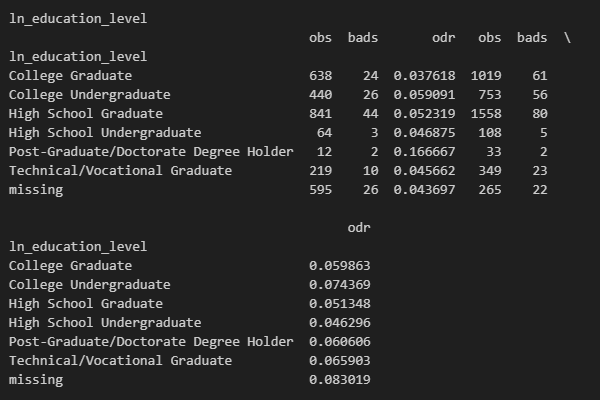 ln_education_level
obs bads odr obs bads \
ln_education_level
College Graduate 638 24 0.037618 1019 61
College Undergraduate 440 26 0.059091 753 56
High School Graduate 841 44 0.052319 1558 80
High School Undergraduate 64 3 0.046875 108 5
Post-Graduate/Doctorate Degree Holder 12 2 0.166667 33 2
Technical/Vocational Graduate 219 10 0.045662 349 23
missing 595 26 0.043697 265 22
odr
ln_education_level
College Graduate 0.059863
College Undergraduate 0.074369
High School Graduate 0.051348
High School Undergraduate 0.046296
Post-Graduate/Doctorate Degree Holder 0.060606
Technical/Vocational Graduate 0.065903
missing 0.083019